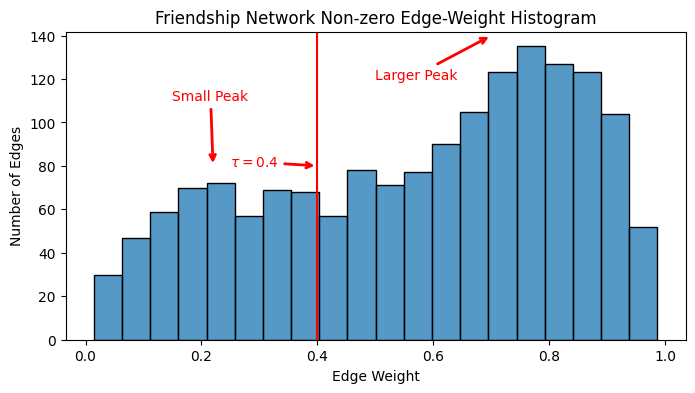 Friendship Network Non-zero Edge-Weight Histogram
140
120
100
80
60
40
20
0
Number of Edges
Larger Peak
Small Peak
τ = 0.4
0.0 0.2 0.4 0.6 0.8 1.0
Edge Weight